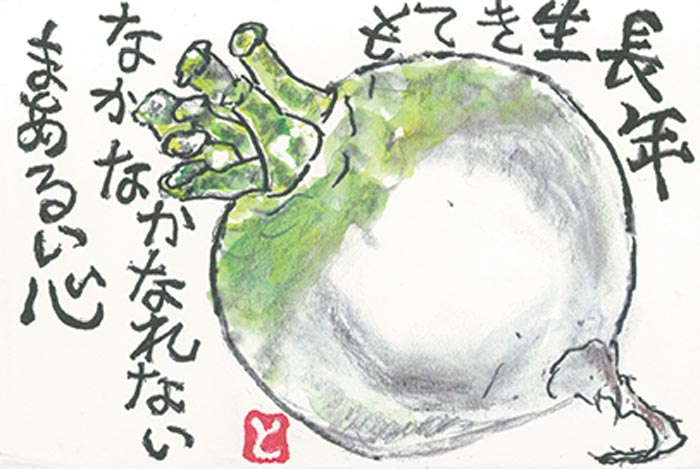 長年
生きても
なかなかなれない
まあるい心
と